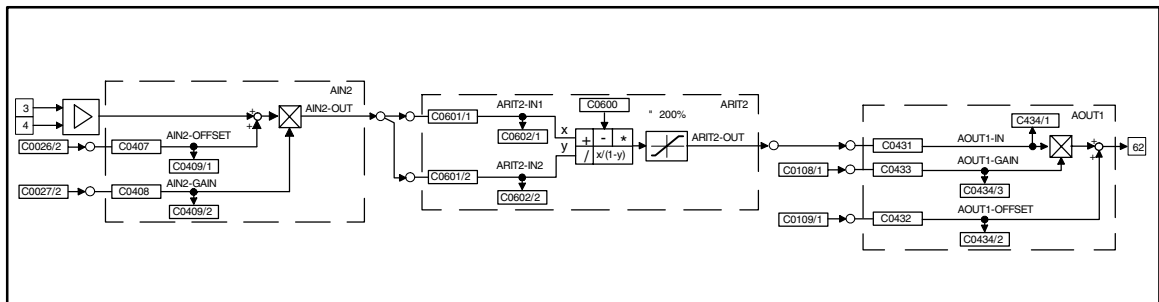 AIN2
3
4
AIN2-OUT
C0026/2
C0407
AIN2-OFFSET
C0409/1
C0027/2
C0408
AIN2-GAIN
C0409/2
+
+
ARIT2
C0601/1
ARIT2-IN1
C0602/1
C0600
" 200%
x
y
+
-
*
/
x/(1-y)
ARIT2-OUT
C0601/2
ARIT2-IN2
C0602/2
AOUT1
C434/1
C0431
AOUT1-IN
C0108/1
C0433
AOUT1-GAIN
C0434/3
+
+
62
C0109/1
C0432
AOUT1-OFFSET
C0434/2